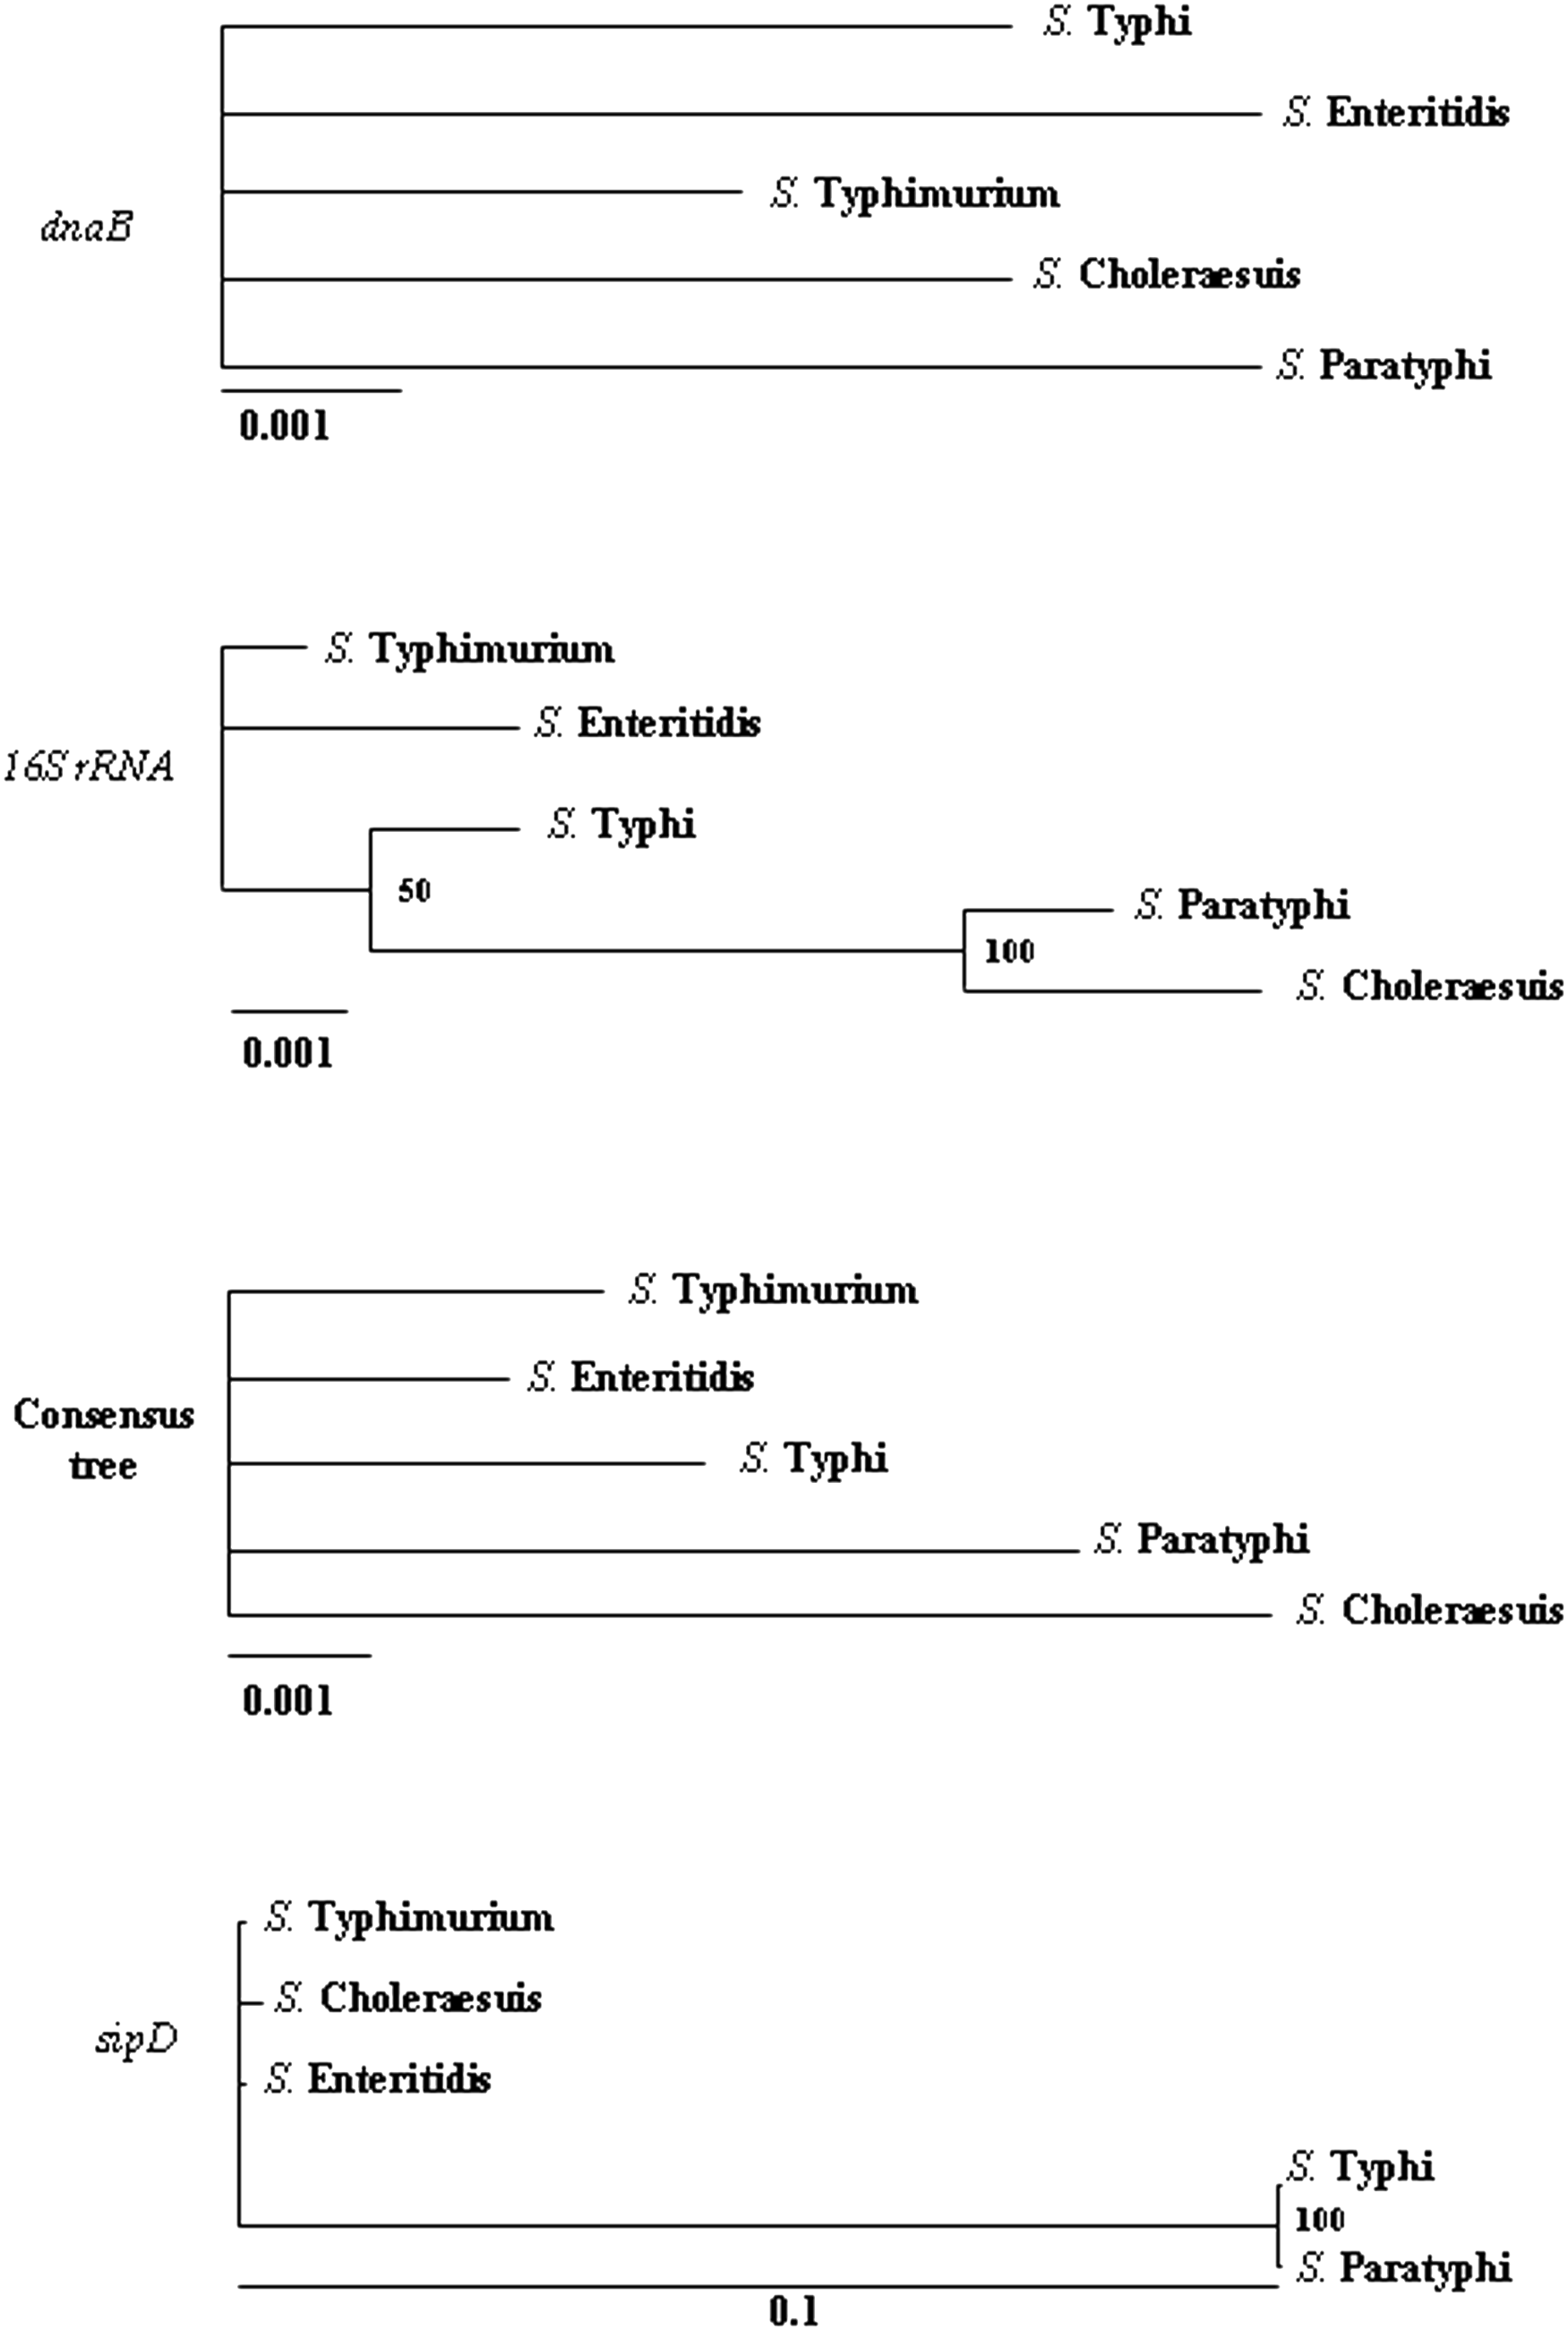 S. Typhi
S. Enteritidis
S. Typhimurium
dnaB
S. Choleraesuis
S. Paratyphi
0.001
S. Typhimurium
S. Enteritidis
16S rRNA
S. Typhi
50
S. Paratyphi
100
S. Choleraesuis
0.001
S. Typhimurium
S. Enteritidis
Consensus
tree
S. Typhi
S. Paratyphi
S. Choleraesuis
0.001
S. Typhimurium
S. Choleraesuis
sipD
S. Enteritidis
S. Typhi
100
S. Paratyphi
0.1